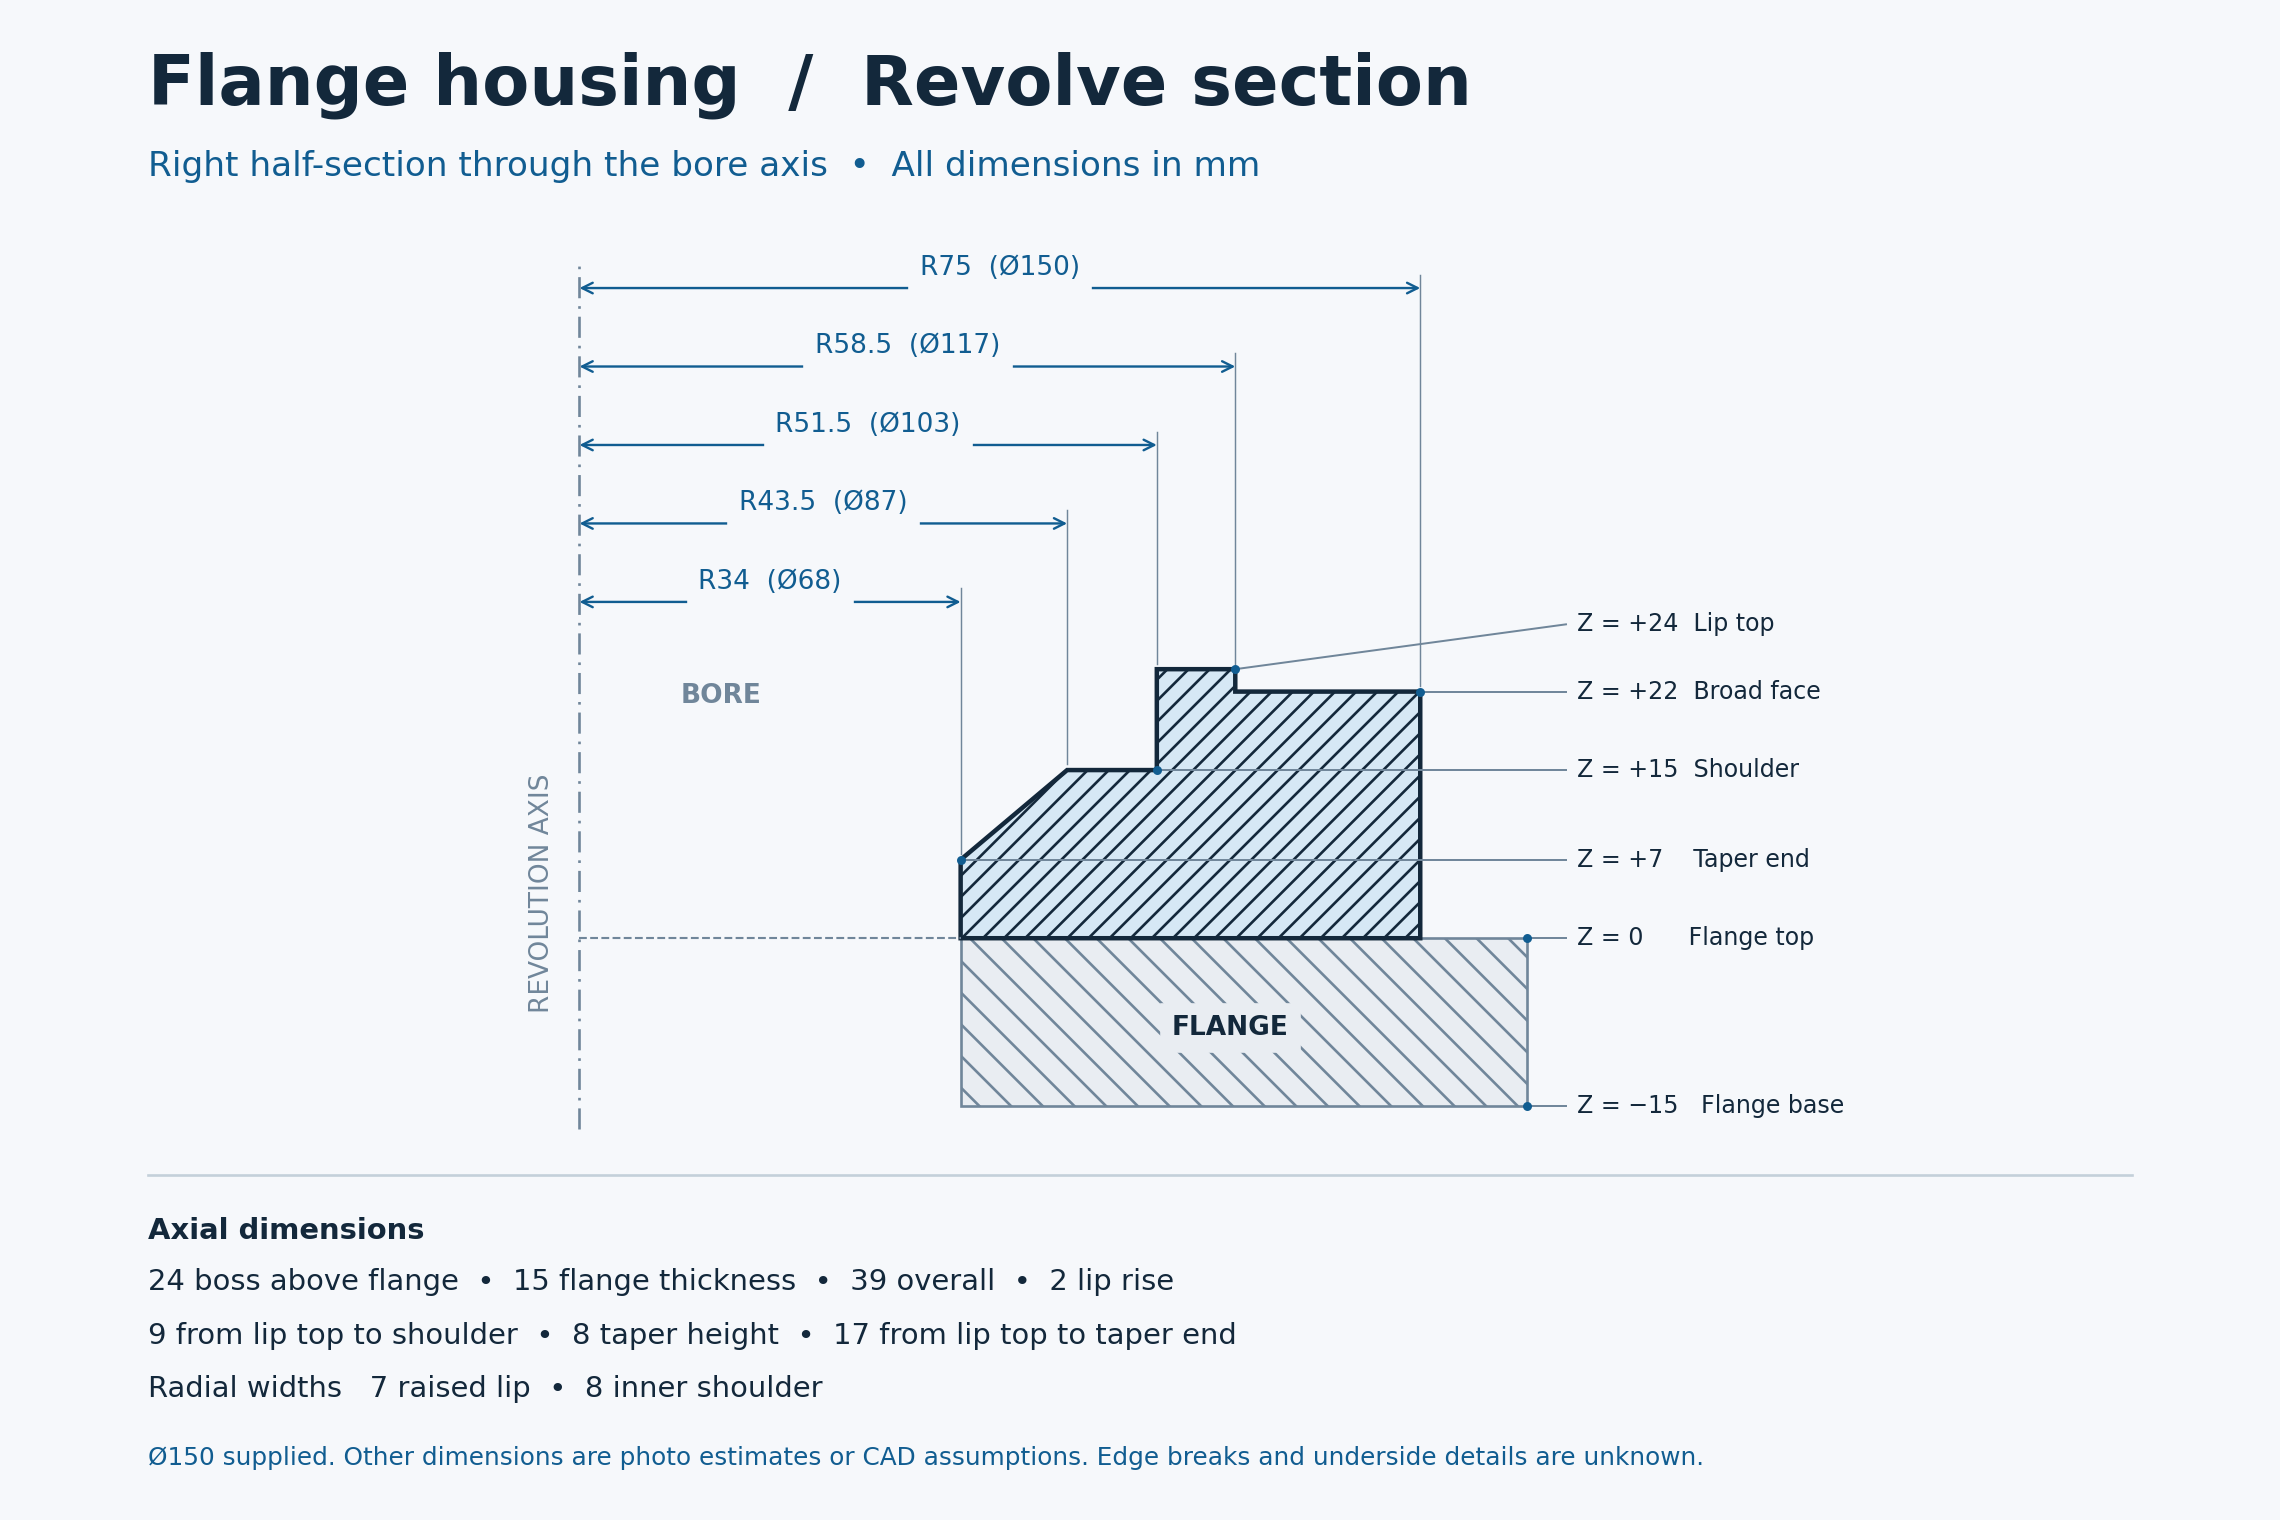 Flange housing / Revolve section
Right half-section through the bore axis • All dimensions in mm
R75 (Ø150)
R58.5 (Ø117)
R51.5 (Ø103)
R43.5 (Ø87)
R34 (Ø68)
Z = +24 Lip top
BORE
Z = +22 Broad face
Z = +15 Shoulder
Z = +7 Taper end
REVOLUTION AXIS
Z = 0 Flange top
FLANGE
Z = −15 Flange base
Axial dimensions
24 boss above flange • 15 flange thickness • 39 overall • 2 lip rise
9 from lip top to shoulder • 8 taper height • 17 from lip top to taper end
Radial widths 7 raised lip • 8 inner shoulder
Ø150 supplied. Other dimensions are photo estimates or CAD assumptions. Edge breaks and underside details are unknown.